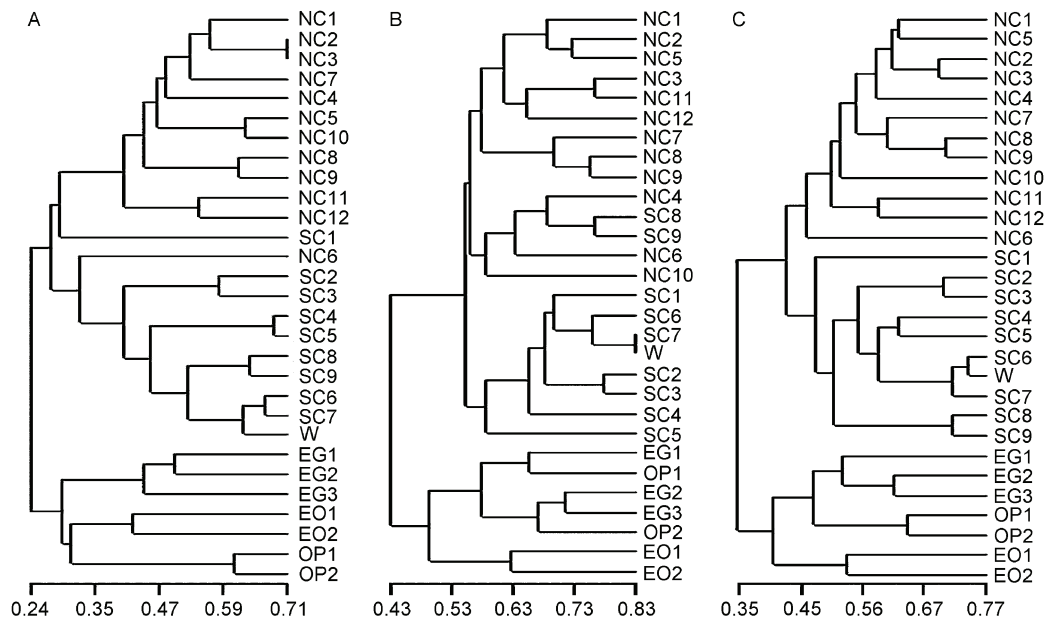 A
NC1
NC2
NC3
NC7
NC4
NC5
NC10
NC8
NC9
NC11
NC12
SC1
NC6
SC2
SC3
SC4
SC5
SC8
SC9
SC6
SC7
W
EG1
EG2
EG3
EO1
EO2
OP1
OP2
0.24 0.35 0.47 0.59 0.71
B
NC1
NC2
NC5
NC3
NC11
NC12
NC7
NC8
NC9
NC4
SC8
SC9
NC6
NC10
SC1
SC6
SC7
W
SC2
SC3
SC4
SC5
EG1
OP1
EG2
EG3
OP2
EO1
EO2
0.43 0.53 0.63 0.73 0.83
C
NC1
NC5
NC2
NC3
NC4
NC7
NC8
NC9
NC10
NC11
NC12
NC6
SC1
SC2
SC3
SC4
SC5
SC6
W
SC7
SC8
SC9
EG1
EG2
EG3
OP1
OP2
EO1
EO2
0.35 0.45 0.56 0.67 0.77